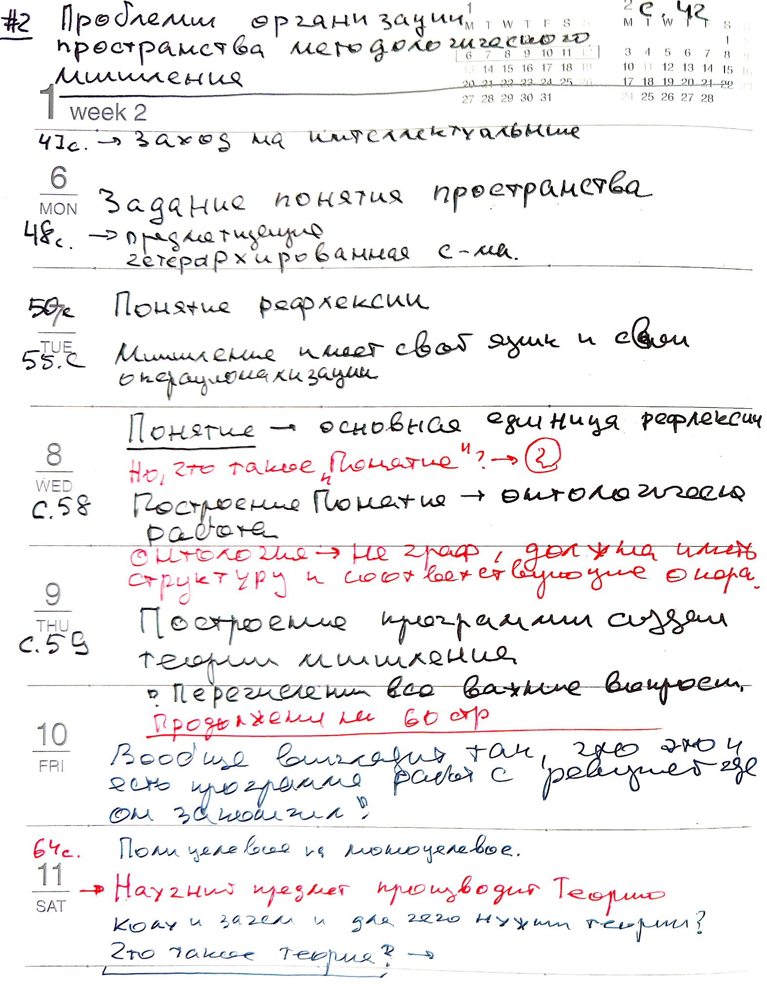 #2 Проблемы организации с. 42
пространства методологического
мышления
1 2
M T W T F S S M T W T F S S
1
6 7 8 9 10 11 12 3 4 5 6 7 8 9
13 14 15 16 17 18 19 10 11 12 13 14 15 16
20 21 22 23 24 25 26 17 18 19 20 21 22 23
27 28 29 30 31 24 25 26 27 28
1 week 2
47с. → Заход на интеллектуальные
6
MON
Задание понятия пространства
48с. → предметизация
гетерархированная с-ма.
50с Понятие рефлексии
7
TUE
55.с Мышление имеет свой язык и свои
операционализации
Понятие → основная единица рефлексии
8
WED
Но, что такое "Понятие"? → ?
с.58 Построение Понятие → онтологическая
работа
Онтология → не граф, должна иметь
структуру и соответствующие опера.
9
THU
с.59 Построение программы создан
теории мышления
? Перечислены все важные вопросы.
Продолжены на 60 стр
10
FRI
Вообще выглядит так, что это и
есть программа работ с где
он закончил?
64с. Полицелевые на моноцелевое.
11
SAT
→ Научный предмет производит Теорию
Кому и зачем и для чего нужны теории?
Что такое теория? →